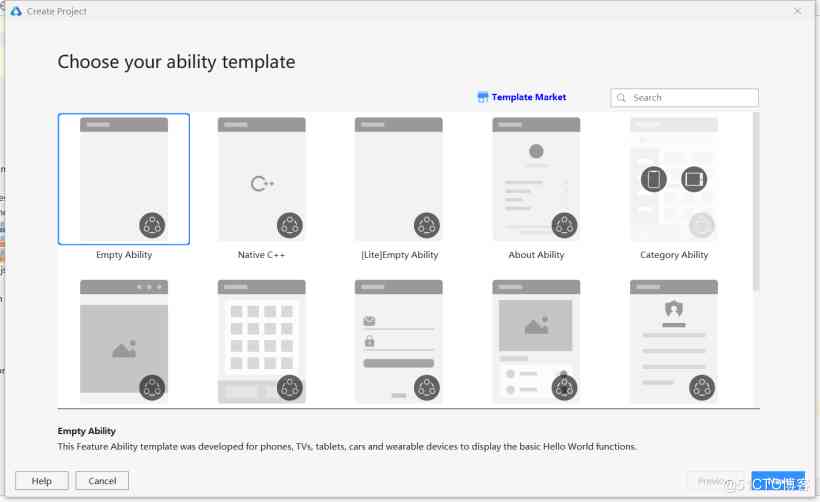 Create Project
Choose your ability template
Template Market
Search
C++
Empty Ability
Native C++
[Lite]Empty Ability
About Ability
Category Ability
Empty Ability
This Feature Ability template was developed for phones, TVs, tablets, cars and wearable devices to display the basic Hello World functions.
Help
Cancel
@51CTO博客